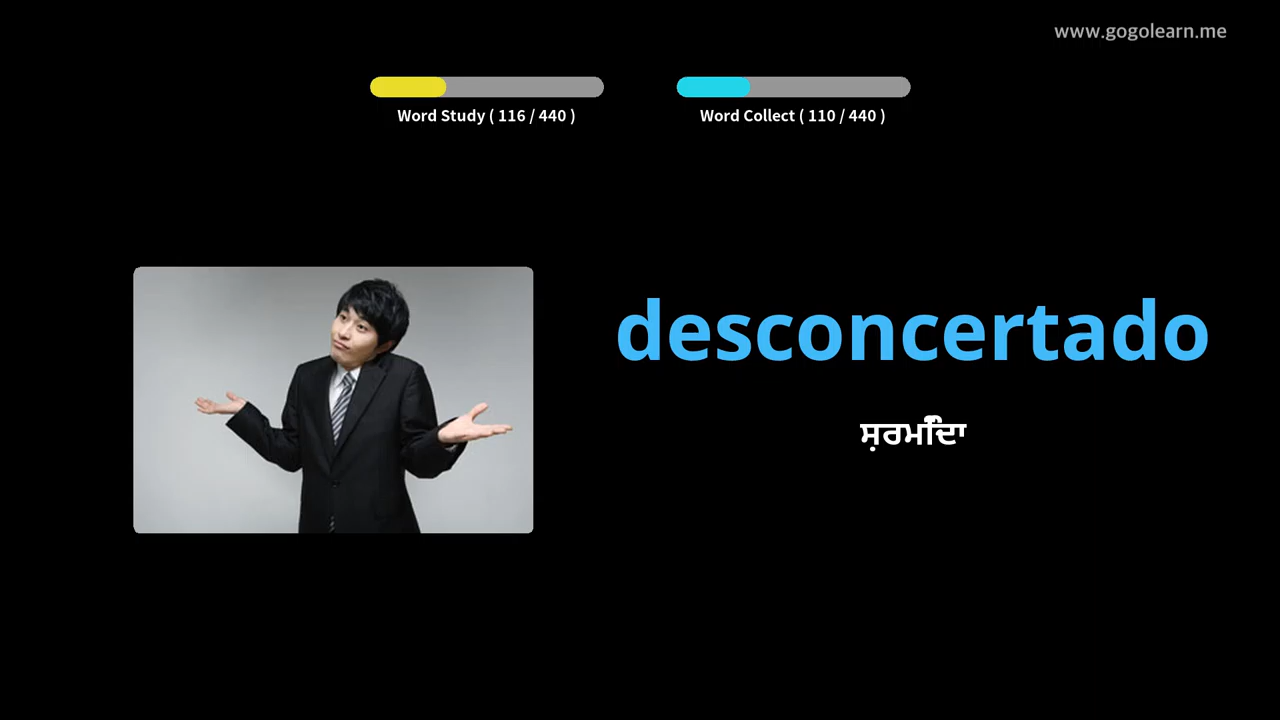 www.gogolearn.me
Word Study ( 116 / 440 )
Word Collect ( 110 / 440 )
desconcertado
ਸ਼ਰਮਿੰਦਾ